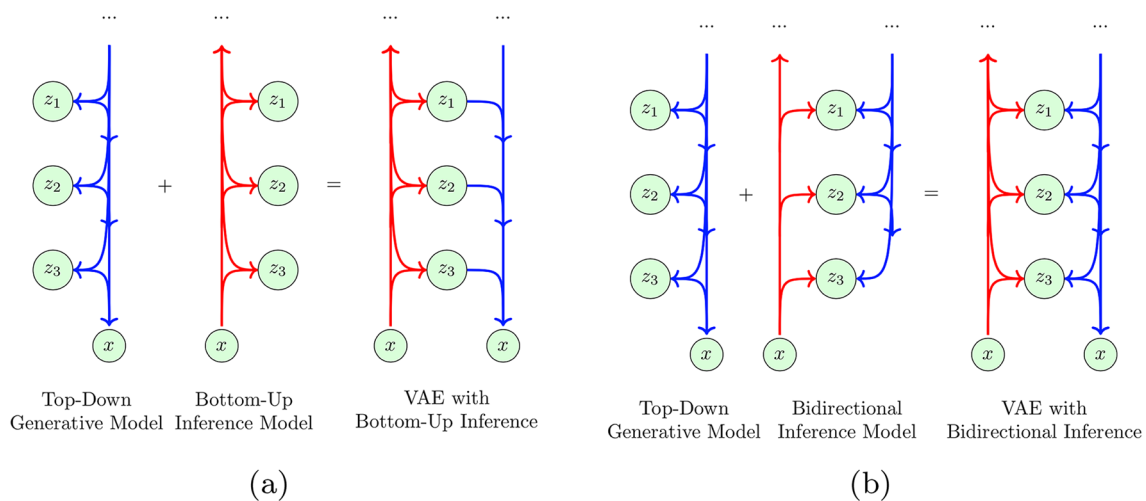 ... ... ... ...
z₁ z₁ z₁
z₂ + z₂ = z₂
z₃ z₃ z₃
x x x x
Top-Down
Generative Model
Bottom-Up
Inference Model
VAE with
Bottom-Up Inference
(a)
... ... ... ... ...
z₁ z₁ z₁
z₂ + z₂ = z₂
z₃ z₃ z₃
x x x x
Top-Down
Generative Model
Bidirectional
Inference Model
VAE with
Bidirectional Inference
(b)